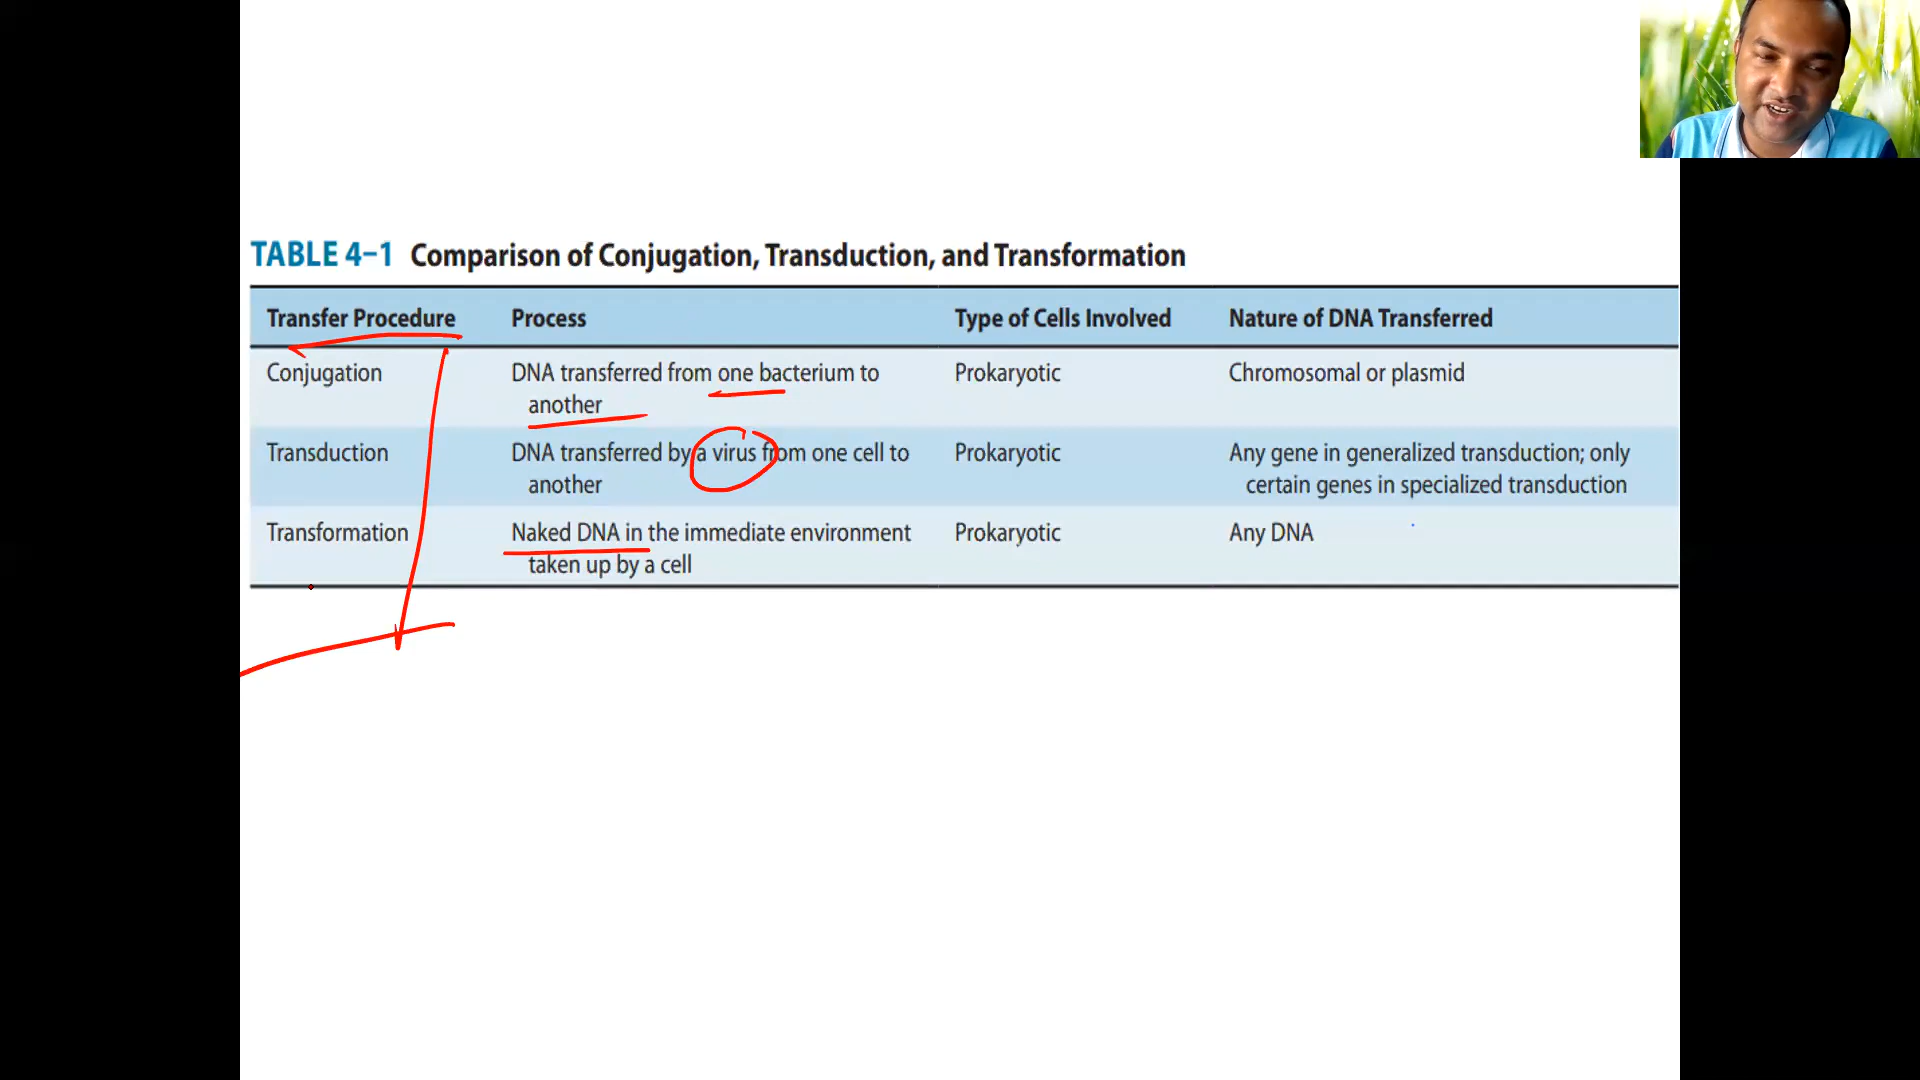 TABLE 4–1 Comparison of Conjugation, Transduction, and Transformation
Transfer Procedure Process Type of Cells Involved Nature of DNA Transferred
Conjugation DNA transferred from one bacterium to another Prokaryotic Chromosomal or plasmid
Transduction DNA transferred by a virus from one cell to another Prokaryotic Any gene in generalized transduction; only certain genes in specialized transduction
Transformation Naked DNA in the immediate environment taken up by a cell Prokaryotic Any DNA